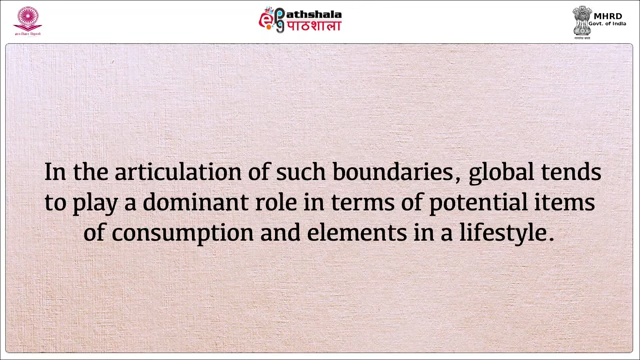 ePathshala
पाठशाला
MHRD
Govt. of India
In the articulation of such boundaries, global tends
to play a dominant role in terms of potential items
of consumption and elements in a lifestyle.